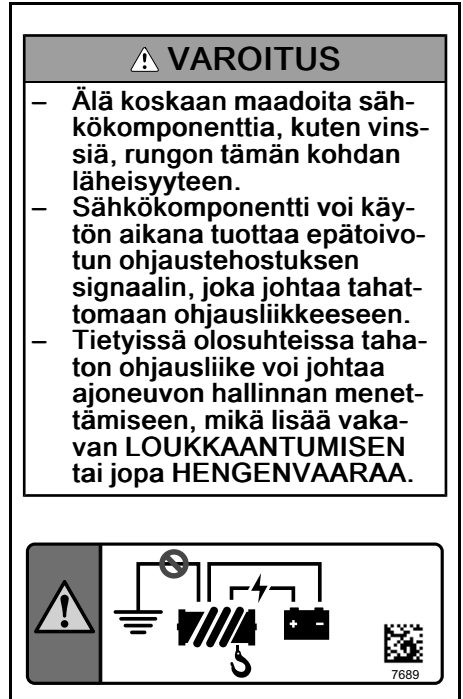 ⚠ VAROITUS
– Älä koskaan maadoita säh-
kökomponenttia, kuten vins-
siä, rungon tämän kohdan
läheisyyteen.
– Sähkökomponentti voi käy-
tön aikana tuottaa epätoivo-
tun ohjaustehostuksen
signaalin, joka johtaa tahat-
tomaan ohjausliikkeeseen.
– Tietyissä olosuhteissa taha-
ton ohjausliike voi johtaa
ajoneuvon hallinnan menet-
tämiseen, mikä lisää vaka-
van LOUKKAANTUMISEN
tai jopa HENGENVAARAA.
+ -
7689